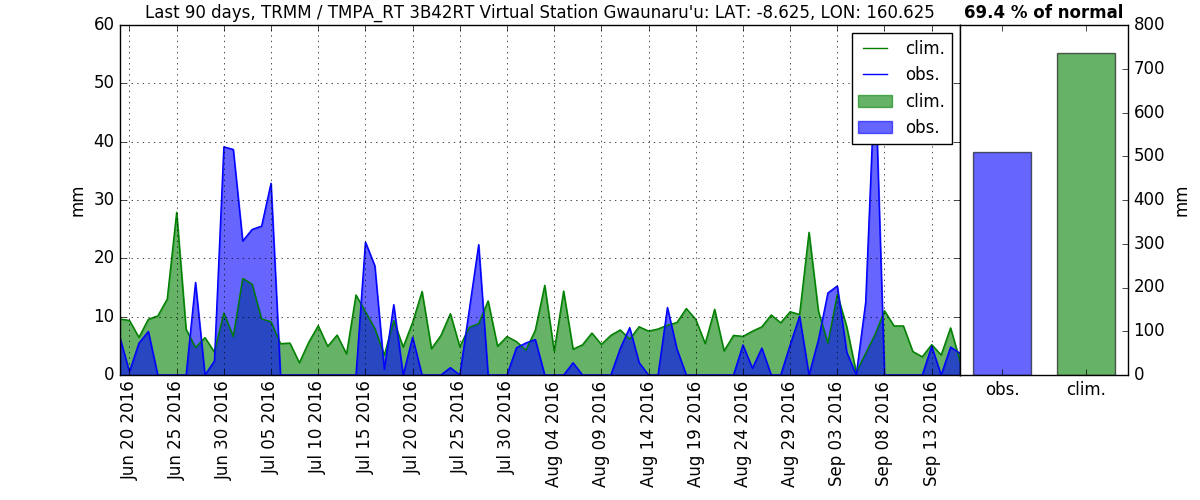 Last 90 days, TRMM / TMPA_RT 3B42RT Virtual Station Gwaunaru'u: LAT: -8.625, LON: 160.625
69.4 % of normal
60
50
40
30
20
10
0
mm
clim.
obs.
clim.
obs.
800
700
600
500
400
300
200
100
0
mm
Jun 20 2016
Jun 25 2016
Jun 30 2016
Jul 05 2016
Jul 10 2016
Jul 15 2016
Jul 20 2016
Jul 25 2016
Jul 30 2016
Aug 04 2016
Aug 09 2016
Aug 14 2016
Aug 19 2016
Aug 24 2016
Aug 29 2016
Sep 03 2016
Sep 08 2016
Sep 13 2016
obs.
clim.